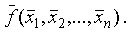 f̄(x̄₁, x̄₂,..., x̄ₙ).